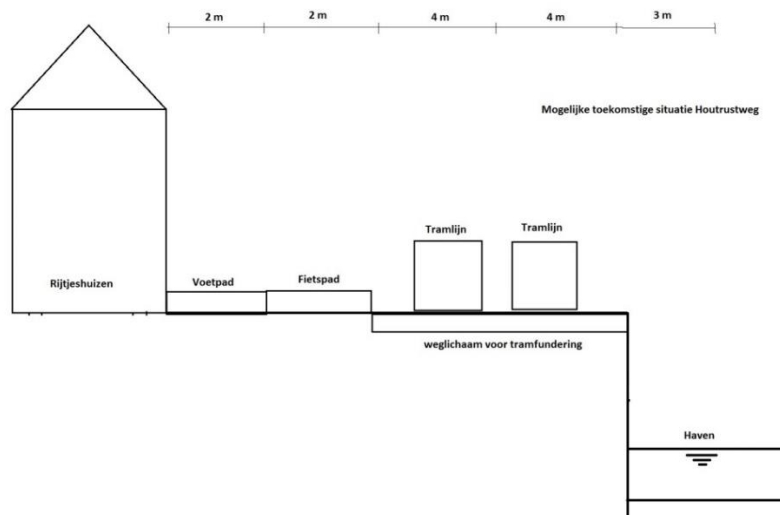 2 m
2 m
4 m
4 m
3 m
Mogelijke toekomstige situatie Houtrustweg
Tramlijn
Tramlijn
Rijtjeshuizen
Voetpad
Fietspad
weglichaam voor tramfundering
Haven